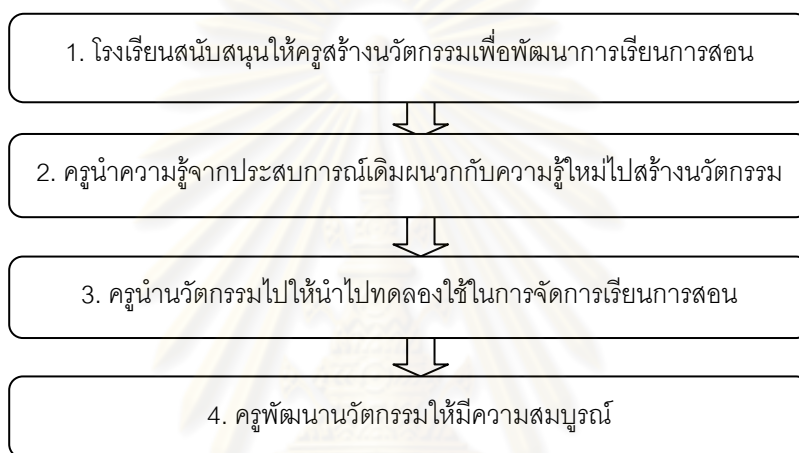 1. โรงเรียนสนับสนุนให้ครูสร้างนวัตกรรมเพื่อพัฒนาการเรียนการสอน
2. ครูนำความรู้จากประสบการณ์เดิมผนวกกับความรู้ใหม่ไปสร้างนวัตกรรม
3. ครูนำนวัตกรรมไปให้นำไปทดลองใช้ในการจัดการเรียนการสอน
4. ครูพัฒนานวัตกรรมให้มีความสมบูรณ์